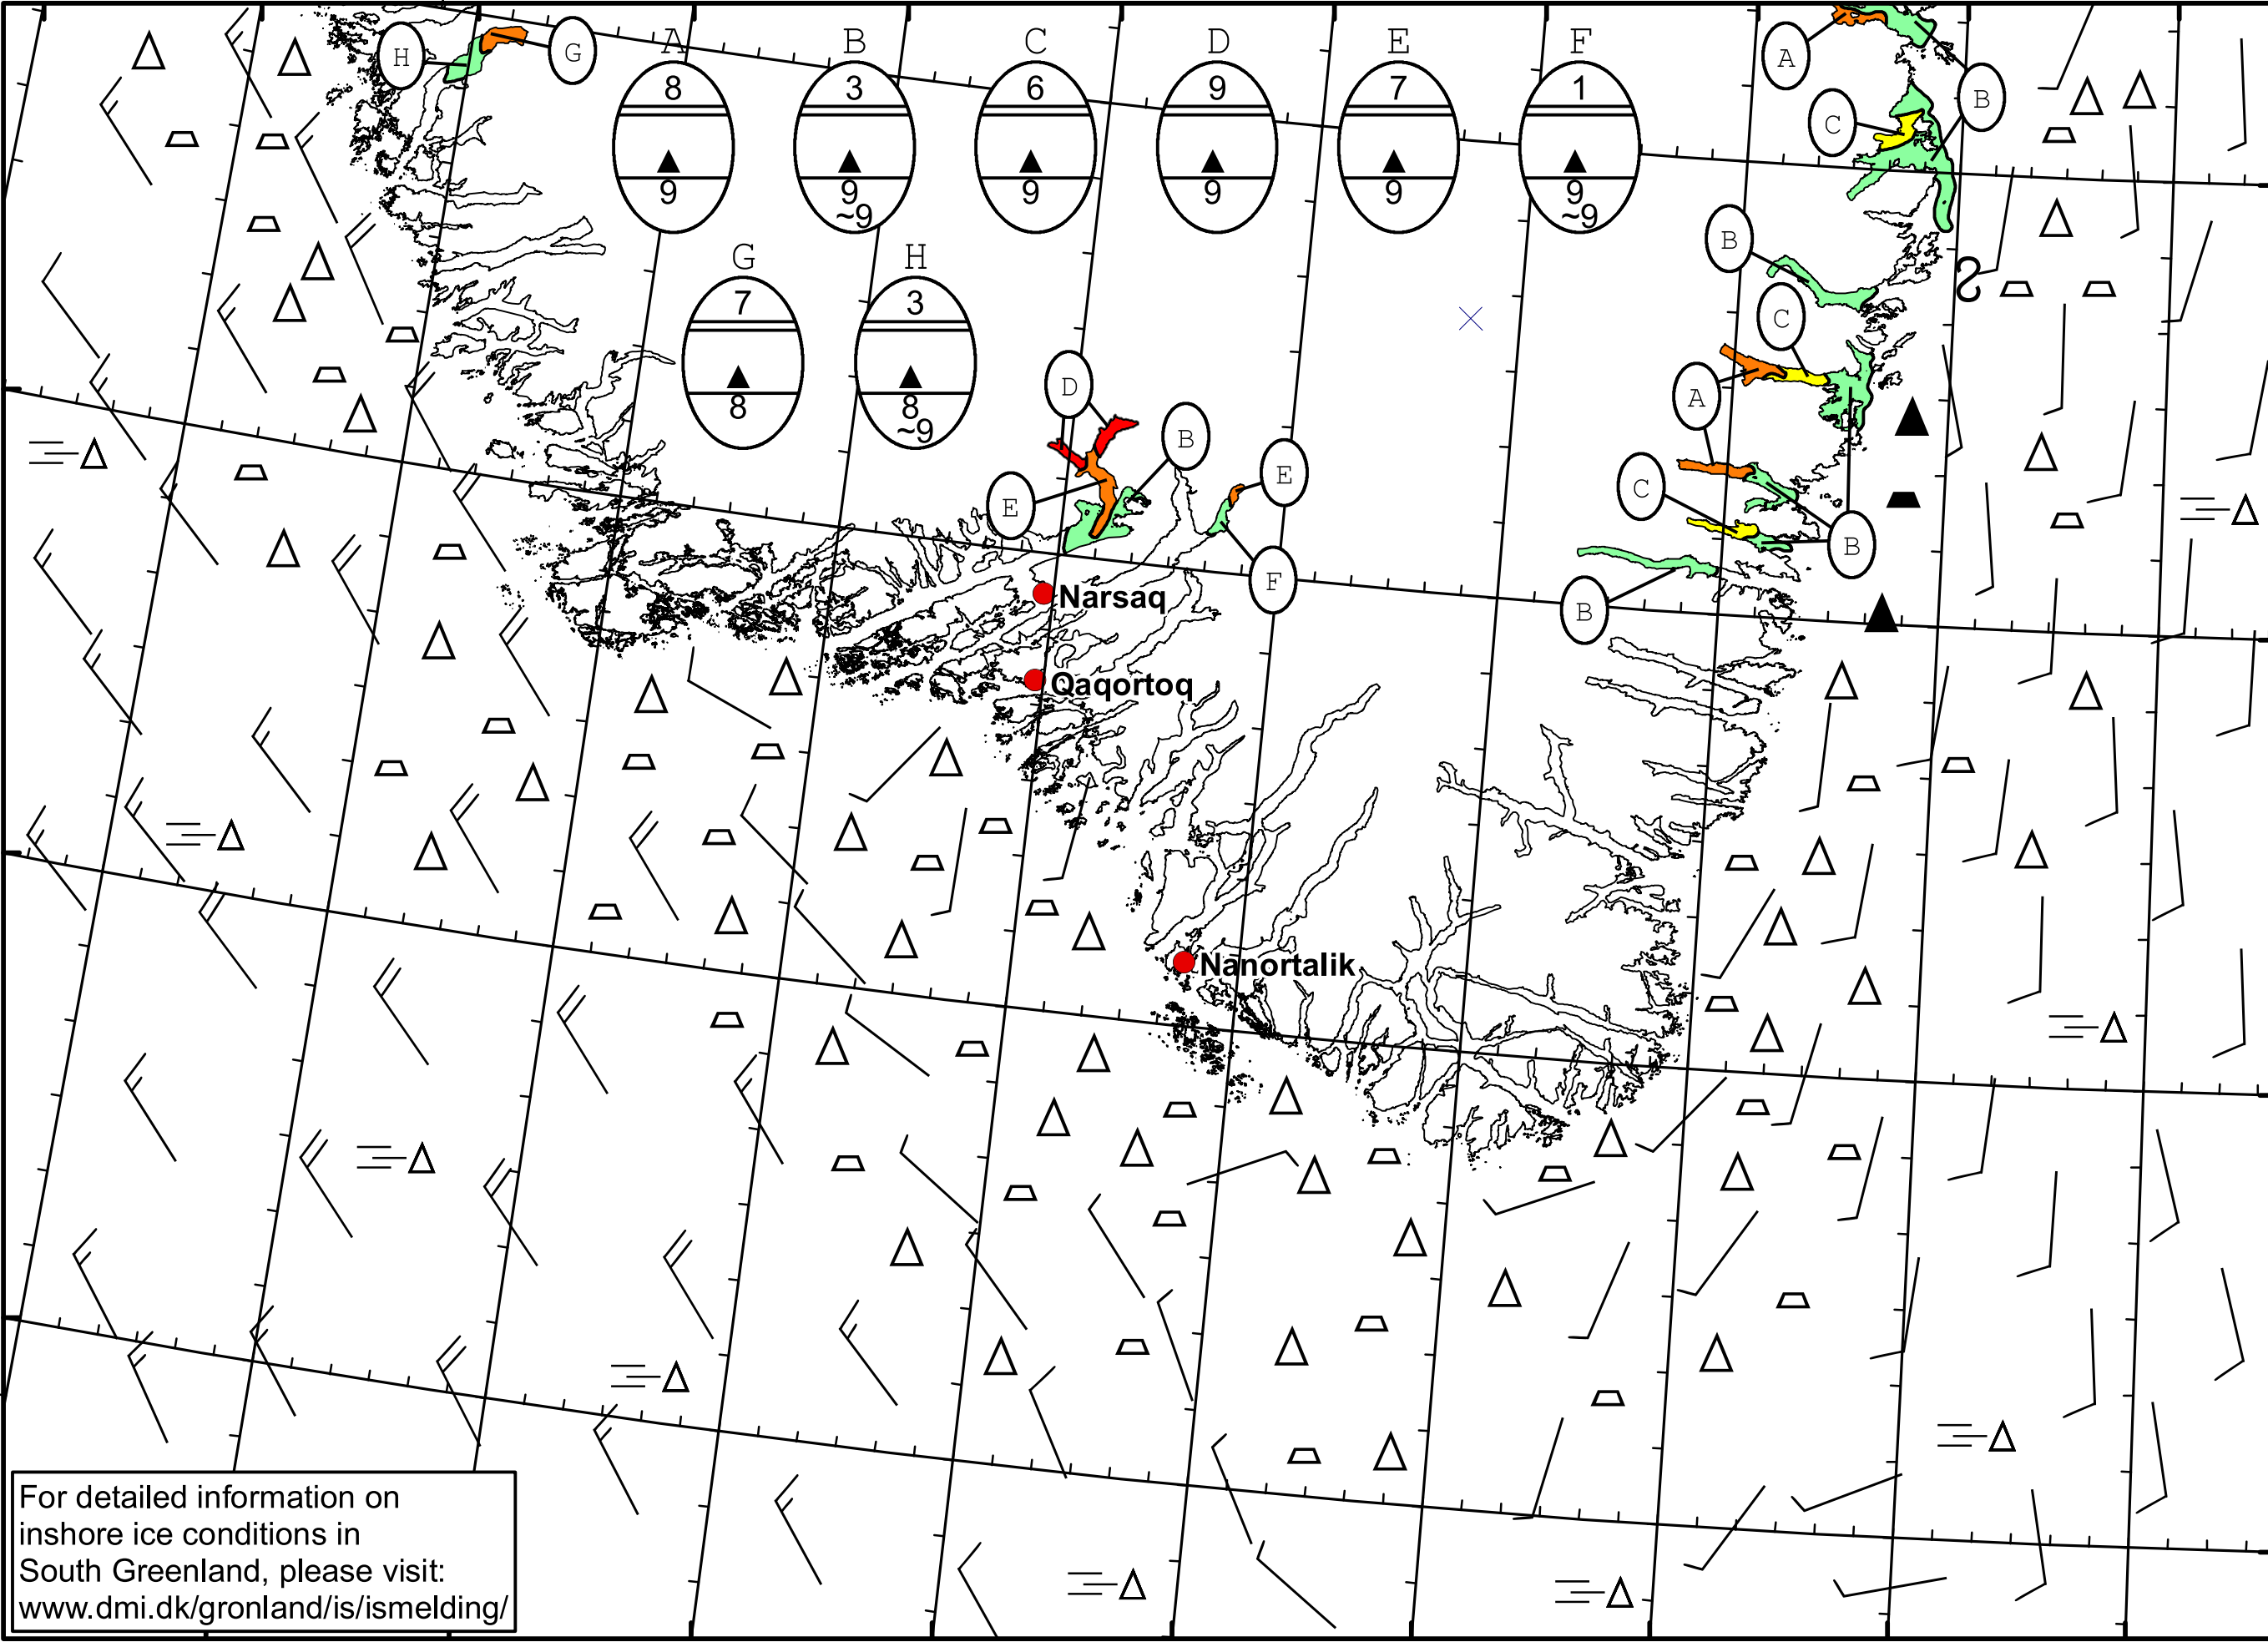 H
G
A
B
C
D
E
F
8
3
6
9
7
1
9
9
9
9
9
9
~9
~9
A
B
C
G
H
7
3
8
8
~9
B
C
D
A
B
E
E
C
B
F
B
Narsaq
Qaqortoq
Nanortalik
For detailed information on
inshore ice conditions in
South Greenland, please visit:
www.dmi.dk/gronland/is/ismelding/